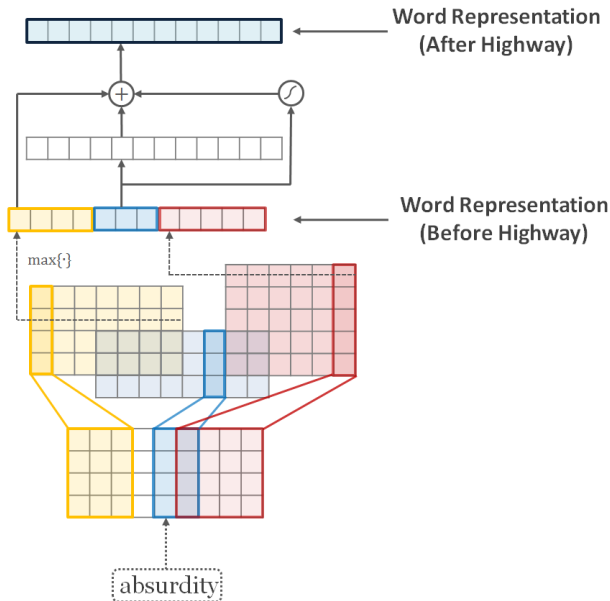 Word Representation
(After Highway)
+
Word Representation
(Before Highway)
max{·}
absurdity